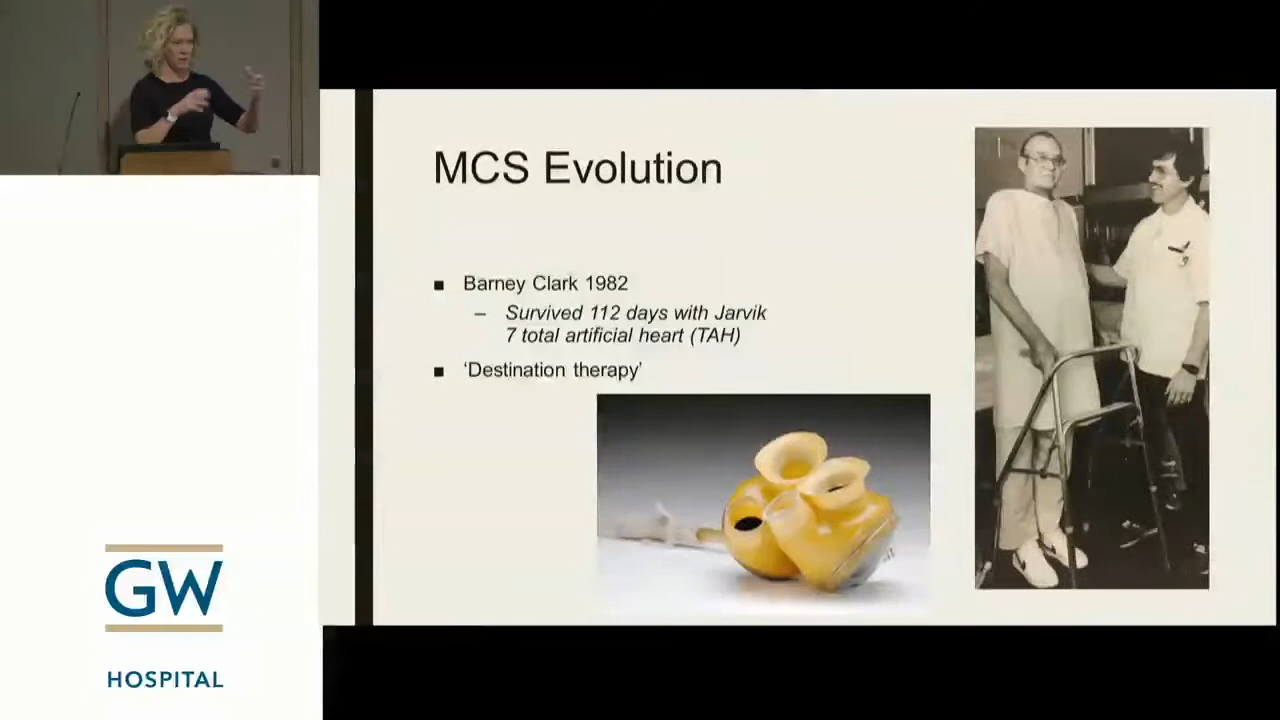 MCS Evolution
■ Barney Clark 1982
– Survived 112 days with Jarvik
7 total artificial heart (TAH)
■ ‘Destination therapy’
GW
HOSPITAL